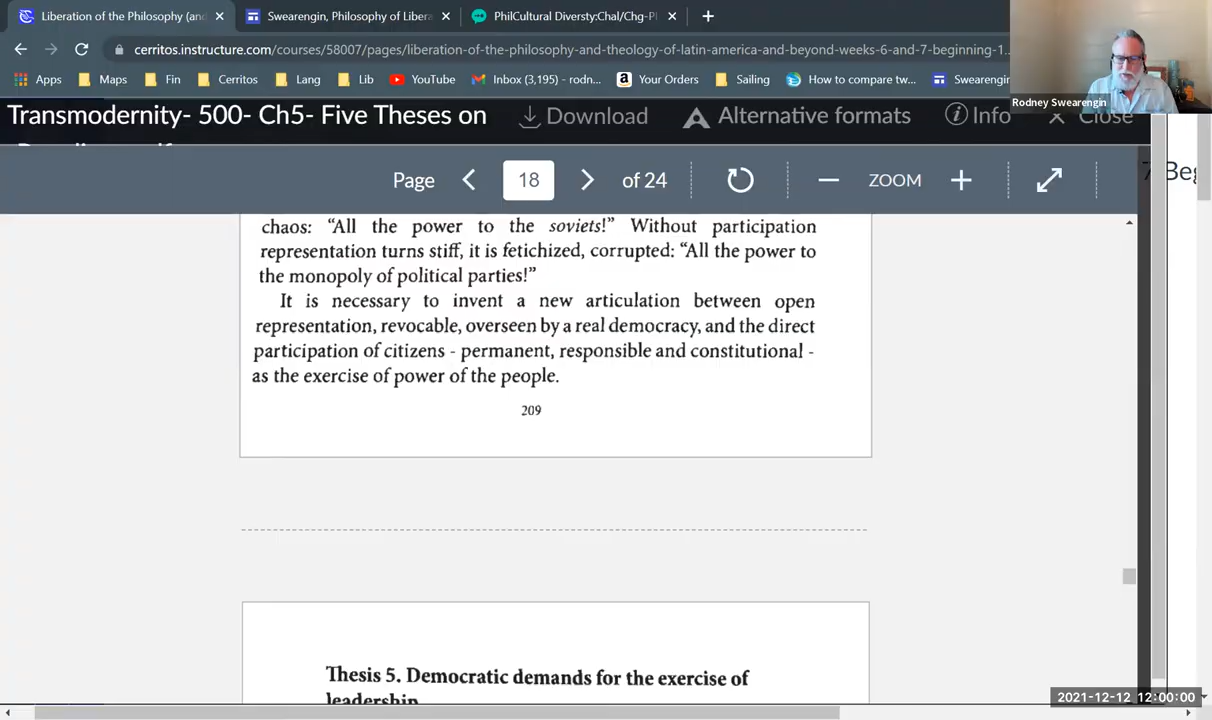 Liberation of the Philosophy (and
Swearengin, Philosophy of Libera
PhilCultural Diversty:Chal/Chg-P
cerritos.instructure.com/courses/58007/pages/liberation-of-the-philosophy-and-theology-of-latin-america-and-beyond-weeks-6-and-7-beginning-1...
Apps Maps Fin Cerritos Lang Lib YouTube Inbox (3,195) - rodn... Your Orders Sailing How to compare tw... Swearengin
Rodney Swearengin
Transmodernity- 500- Ch5- Five Theses on
Download Alternative formats Info Close
Page 18 of 24 ZOOM
7 Beg
chaos: “All the power to the soviets!” Without participation
representation turns stiff, it is fetichized, corrupted: “All the power to
the monopoly of political parties!”
It is necessary to invent a new articulation between open
representation, revocable, overseen by a real democracy, and the direct
participation of citizens - permanent, responsible and constitutional -
as the exercise of power of the people.
209
Thesis 5. Democratic demands for the exercise of
leadership
2021-12-12 12:00:00